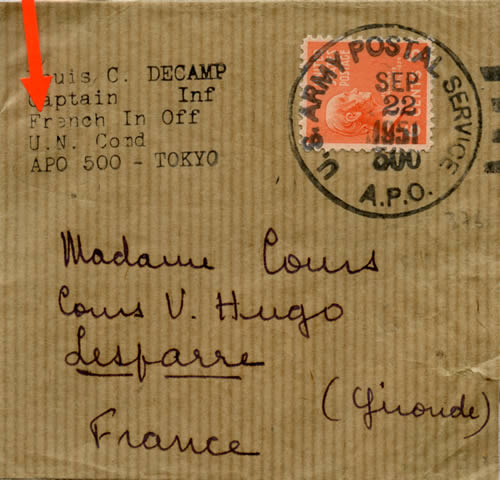 Louis C. DECAMP
Captain Inf
French In Off
U.N. Comd
APO 500 - TOKYO
U.S. ARMY POSTAL SERVICE
SEP
22
1951
500
A.P.O.
Madame Cours
Cours V. Hugo
Lesparre
(Gironde)
France